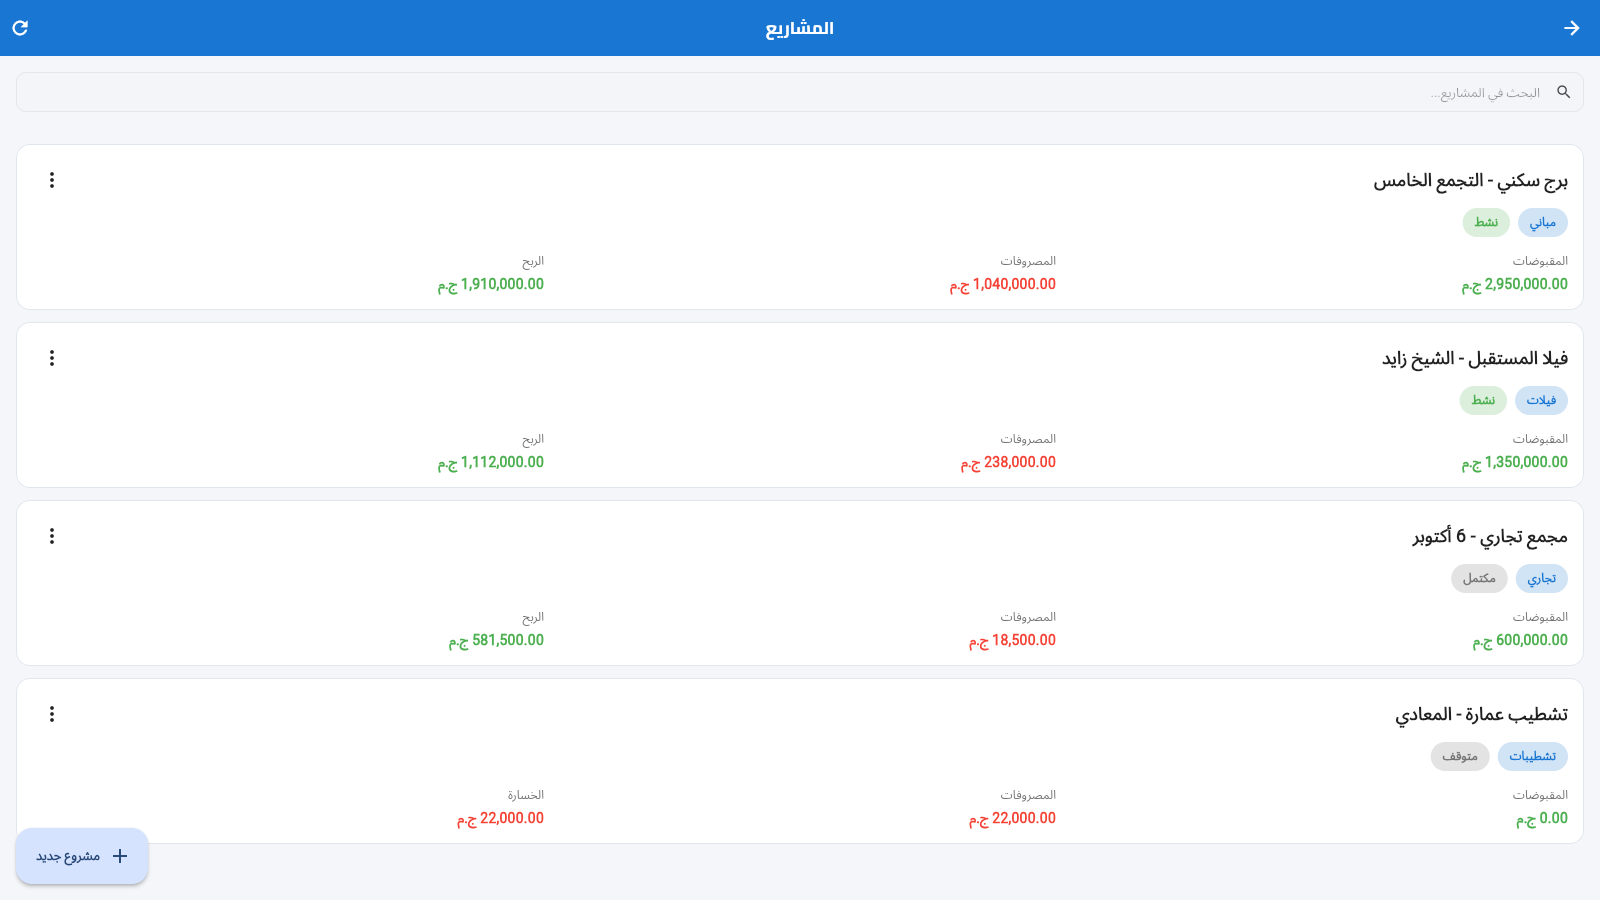 المشاريع
البحث في المشاريع...
برج سكني - التجمع الخامس
مباني نشط
المقبوضات المصروفات الربح
2,950,000.00 ج.م 1,040,000.00 ج.م 1,910,000.00 ج.م
فيلا المستقبل - الشيخ زايد
فيلات نشط
المقبوضات المصروفات الربح
1,350,000.00 ج.م 238,000.00 ج.م 1,112,000.00 ج.م
مجمع تجاري - 6 أكتوبر
تجاري مكتمل
المقبوضات المصروفات الربح
600,000.00 ج.م 18,500.00 ج.م 581,500.00 ج.م
تشطيب عمارة - المعادي
تشطيبات متوقف
المقبوضات المصروفات الخسارة
0.00 ج.م 22,000.00 ج.م 22,000.00 ج.م
مشروع جديد